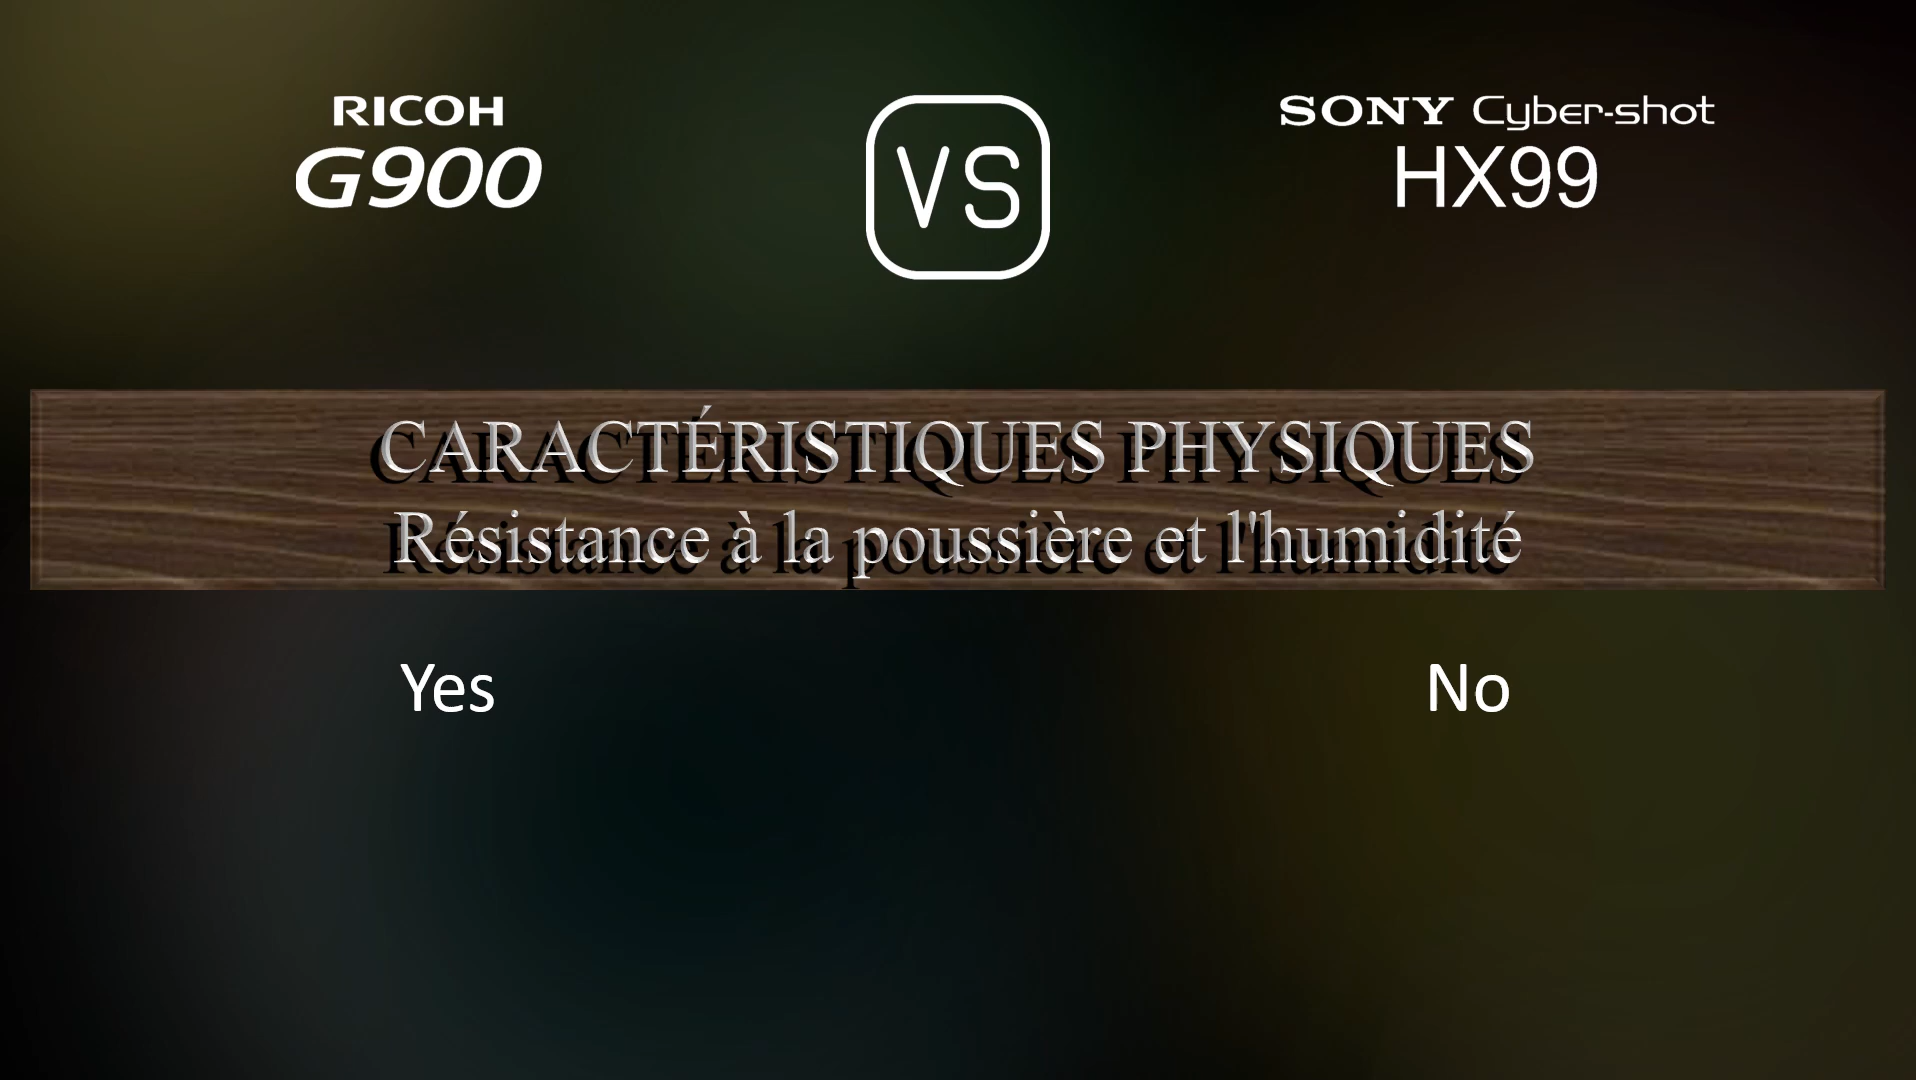 RICOH
G900
VS
SONY Cyber-shot
HX99
CARACTÉRISTIQUES PHYSIQUES
Résistance à la poussière et l'humidité
Yes
No